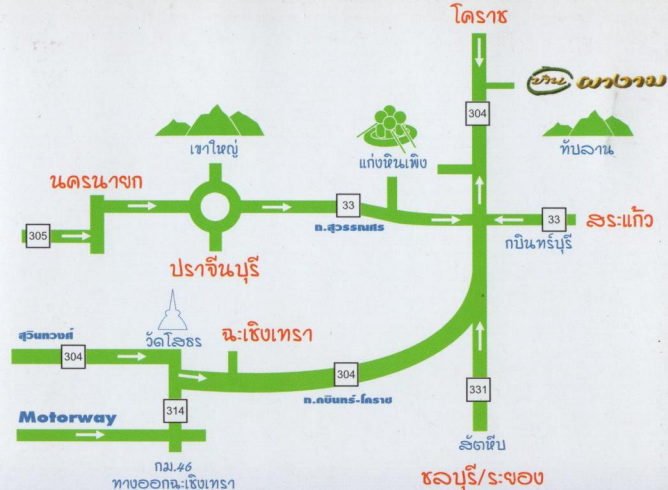 โคราช
บ้าน ผางาม
304
เขาใหญ่
แก่งหินเพิง
ทับลาน
นครนายก
33
33
สระแก้ว
305
ถ.สุวรรณศร
กบินทร์บุรี
ปราจีนบุรี
สุวินทวงศ์
วัดโสธร
ฉะเชิงเทรา
304
304
ถ.กบินทร์-โคราช
331
314
Motorway
สัตหีบ
กม.46
ทางออกฉะเชิงเทรา
ชลบุรี/ระยอง